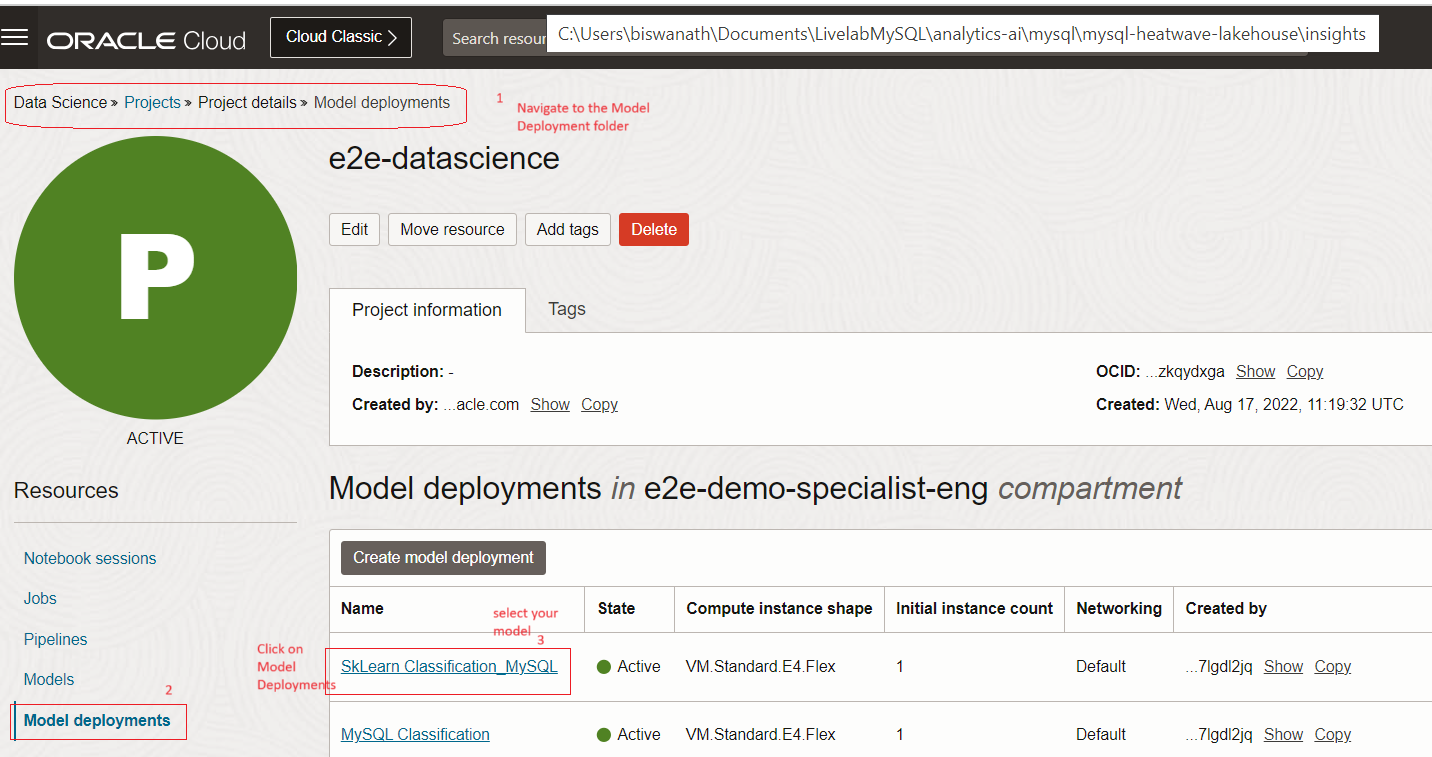 ORACLE Cloud
Cloud Classic >
Search resour
C:\Users\biswanath\Documents\LivelabMySQL\analytics-ai\mysql\mysql-heatwave-lakehouse\insights
Data Science » Projects » Project details » Model deployments
1
Navigate to the Model
Deployment folder
P
ACTIVE
e2e-datascience
Edit Move resource Add tags Delete
Project information Tags
Description: - OCID: ...zkqydxga Show Copy
Created by: ...acle.com Show Copy Created: Wed, Aug 17, 2022, 11:19:32 UTC
Resources
Notebook sessions
Jobs
Pipelines
Models
2
Model deployments
Click on
Model
Deployments
Model deployments in e2e-demo-specialist-eng compartment
Create model deployment
Name State Compute instance shape Initial instance count Networking Created by
select your
model 3
SkLearn Classification_MySQL Active VM.Standard.E4.Flex 1 Default ...7lgdl2jq Show Copy
MySQL Classification Active VM.Standard.E4.Flex 1 Default ...7lgdl2jq Show Copy